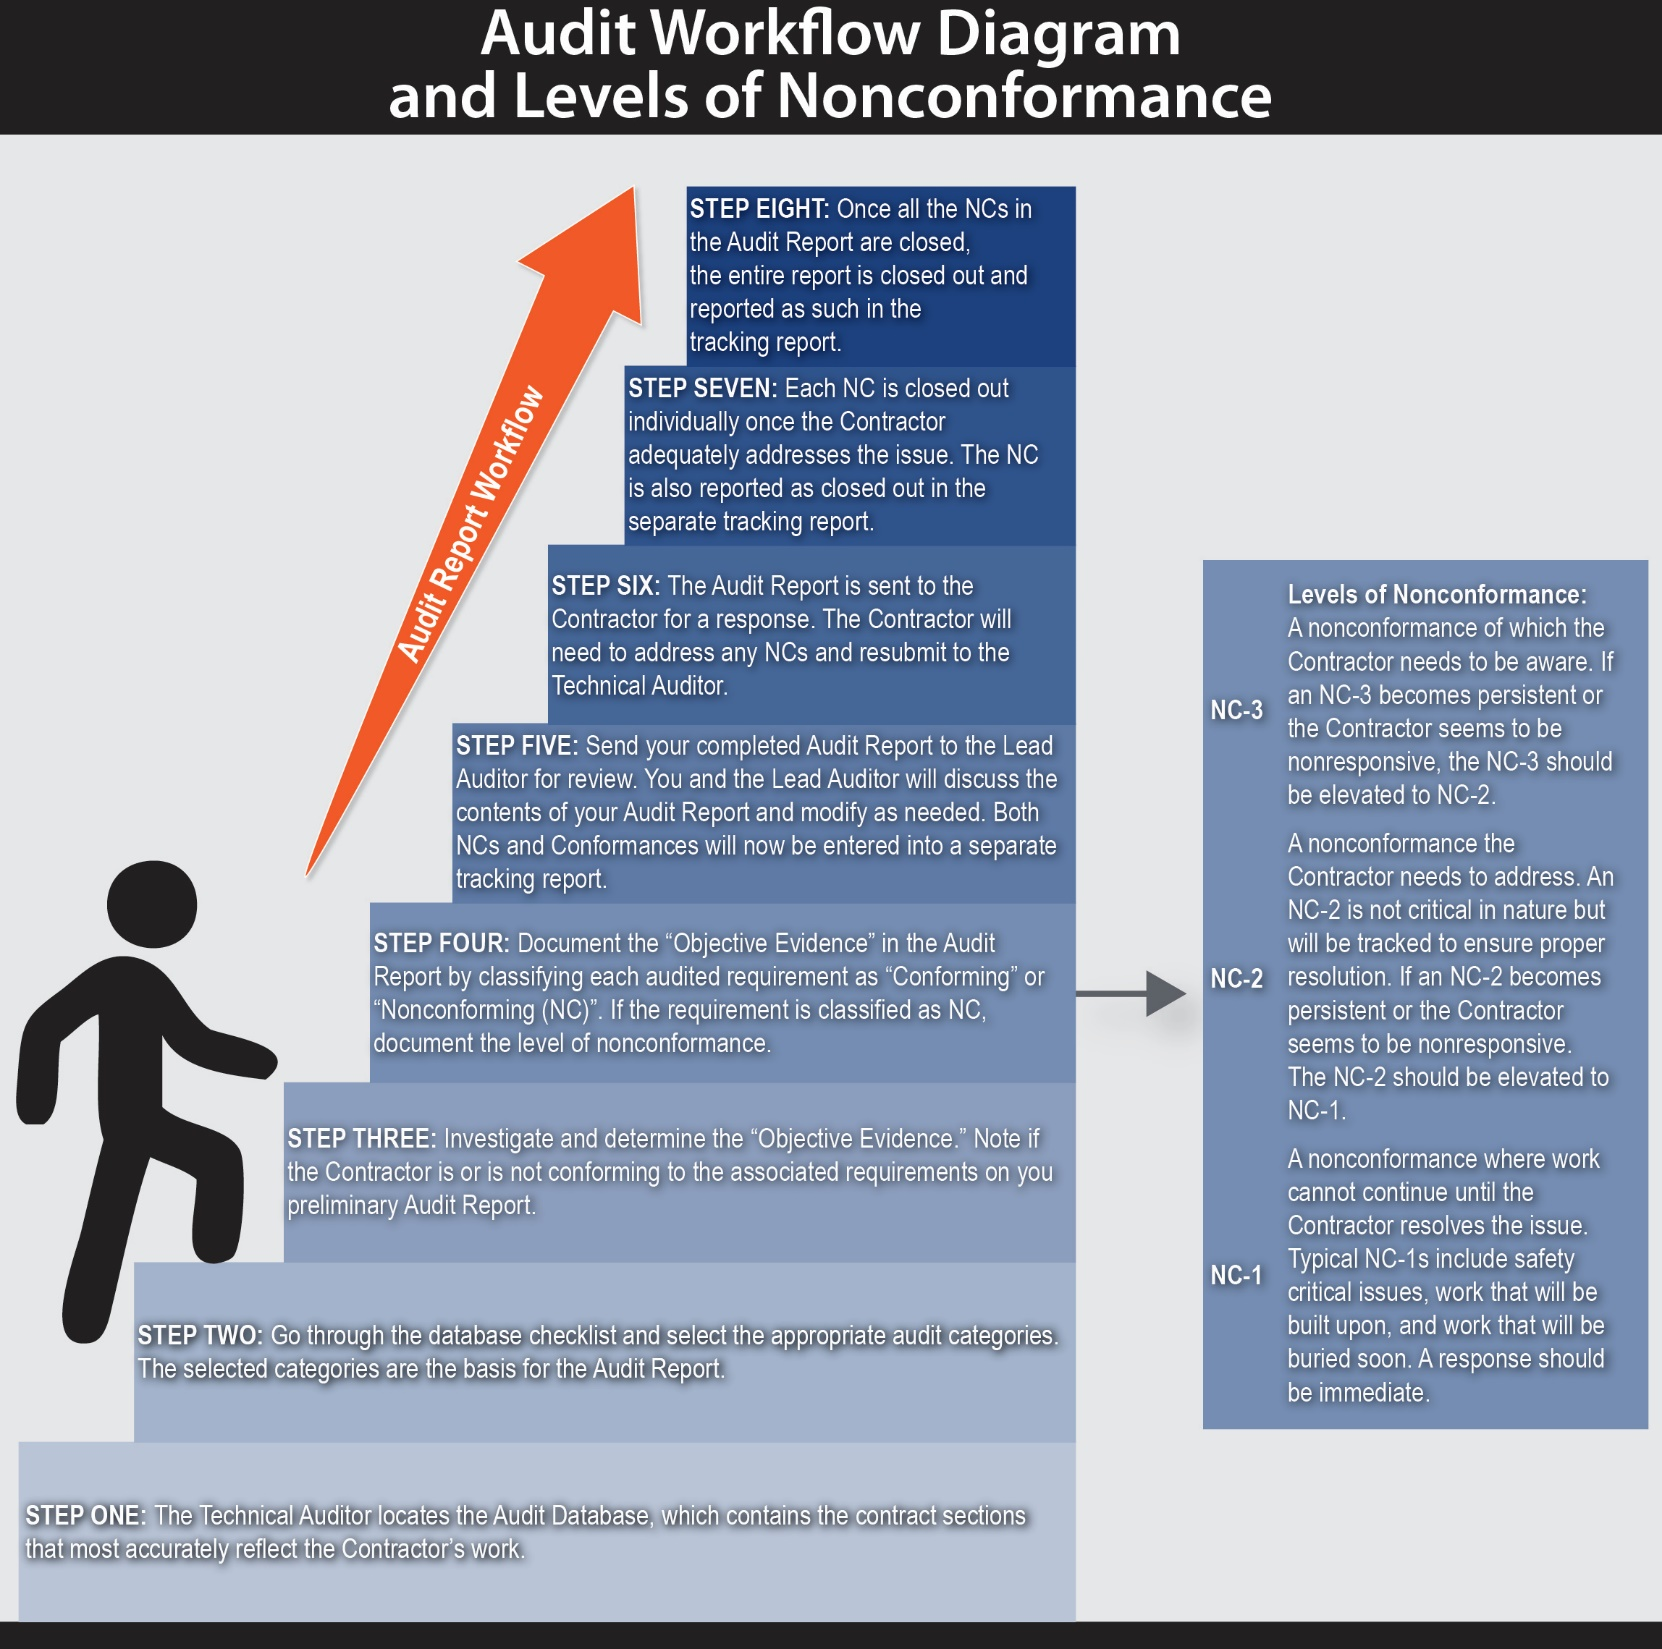 Audit Workflow Diagram
and Levels of Nonconformance
STEP EIGHT: Once all the NCs in
the Audit Report are closed,
the entire report is closed out and
reported as such in the
tracking report.
STEP SEVEN: Each NC is closed out
individually once the Contractor
adequately addresses the issue. The NC
is also reported as closed out in the
separate tracking report.
STEP SIX: The Audit Report is sent to the
Contractor for a response. The Contractor will
need to address any NCs and resubmit to the
Technical Auditor.
STEP FIVE: Send your completed Audit Report to the Lead
Auditor for review. You and the Lead Auditor will discuss the
contents of your Audit Report and modify as needed. Both
NCs and Conformances will now be entered into a separate
tracking report.
STEP FOUR: Document the “Objective Evidence” in the Audit
Report by classifying each audited requirement as “Conforming” or
“Nonconforming (NC)”. If the requirement is classified as NC,
document the level of nonconformance.
STEP THREE: Investigate and determine the “Objective Evidence.” Note if
the Contractor is or is not conforming to the associated requirements on you
preliminary Audit Report.
STEP TWO: Go through the database checklist and select the appropriate audit categories.
The selected categories are the basis for the Audit Report.
STEP ONE: The Technical Auditor locates the Audit Database, which contains the contract sections
that most accurately reflect the Contractor’s work.
Audit Report Workflow
Levels of Nonconformance:
NC-3
A nonconformance of which the
Contractor needs to be aware. If
an NC-3 becomes persistent or
the Contractor seems to be
nonresponsive, the NC-3 should
be elevated to NC-2.
NC-2
A nonconformance the
Contractor needs to address. An
NC-2 is not critical in nature but
will be tracked to ensure proper
resolution. If an NC-2 becomes
persistent or the Contractor
seems to be nonresponsive.
The NC-2 should be elevated to
NC-1.
NC-1
A nonconformance where work
cannot continue until the
Contractor resolves the issue.
Typical NC-1s include safety
critical issues, work that will be
built upon, and work that will be
buried soon. A response should
be immediate.